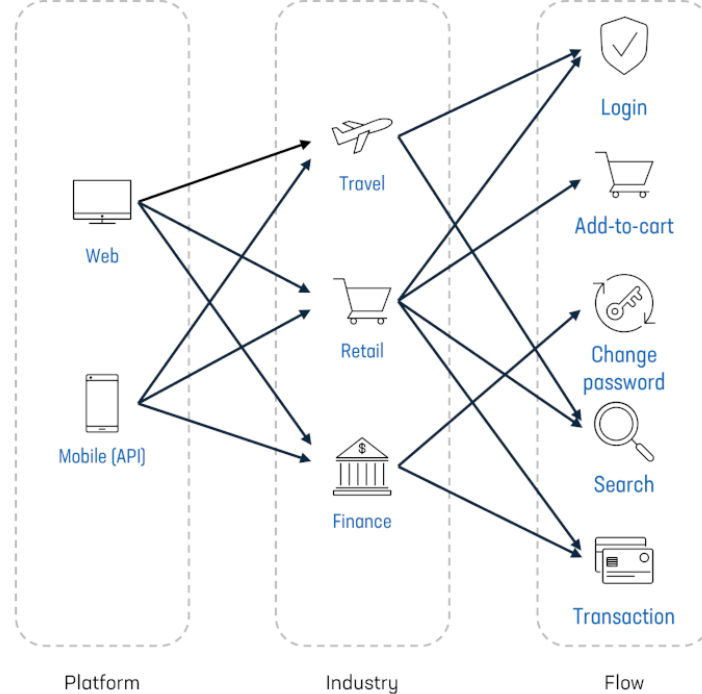 Login
Travel
Add-to-cart
Web
Retail
Change
password
Mobile (API)
$
Search
Finance
Transaction
Platform
Industry
Flow